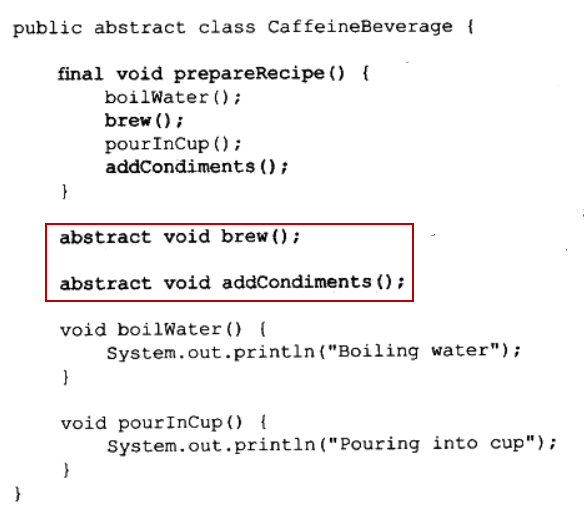 public abstract class CaffeineBeverage {
final void prepareRecipe() {
boilWater();
brew();
pourInCup();
addCondiments();
}
abstract void brew();
abstract void addCondiments();
void boilWater() {
System.out.println("Boiling water");
}
void pourInCup() {
System.out.println("Pouring into cup");
}
}